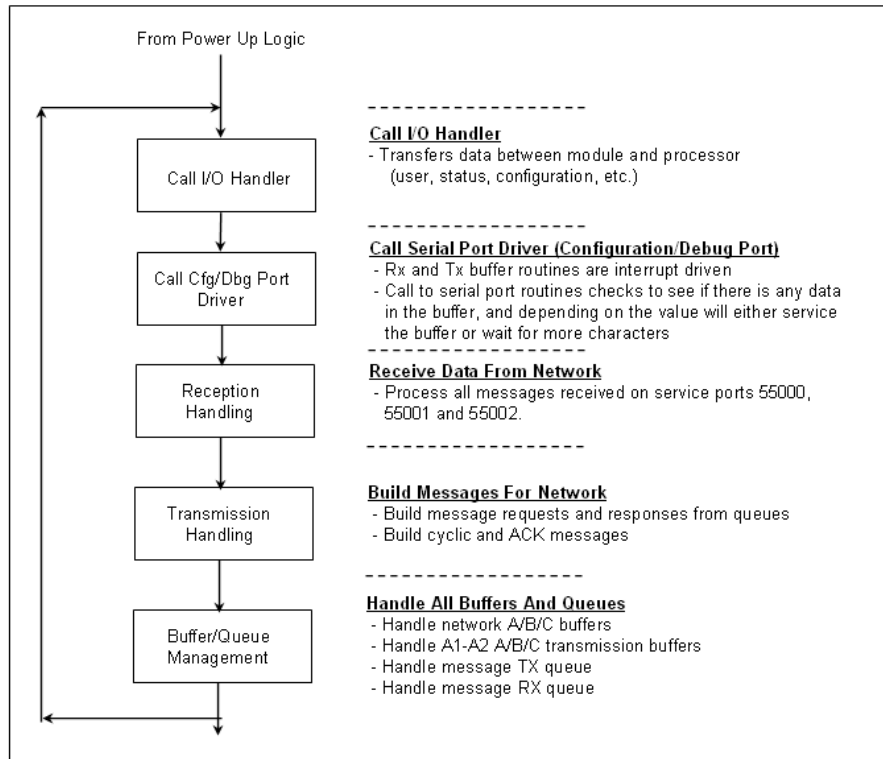 From Power Up Logic
Call I/O Handler
Call I/O Handler
- Transfers data between module and processor
(user, status, configuration, etc.)
Call Cfg/Dbg Port
Driver
Call Serial Port Driver (Configuration/Debug Port)
- Rx and Tx buffer routines are interrupt driven
- Call to serial port routines checks to see if there is any data
in the buffer, and depending on the value will either service
the buffer or wait for more characters
Reception
Handling
Receive Data From Network
- Process all messages received on service ports 55000,
55001 and 55002.
Transmission
Handling
Build Messages For Network
- Build message requests and responses from queues
- Build cyclic and ACK messages
Buffer/Queue
Management
Handle All Buffers And Queues
- Handle network A/B/C buffers
- Handle A1-A2 A/B/C transmission buffers
- Handle message TX queue
- Handle message RX queue